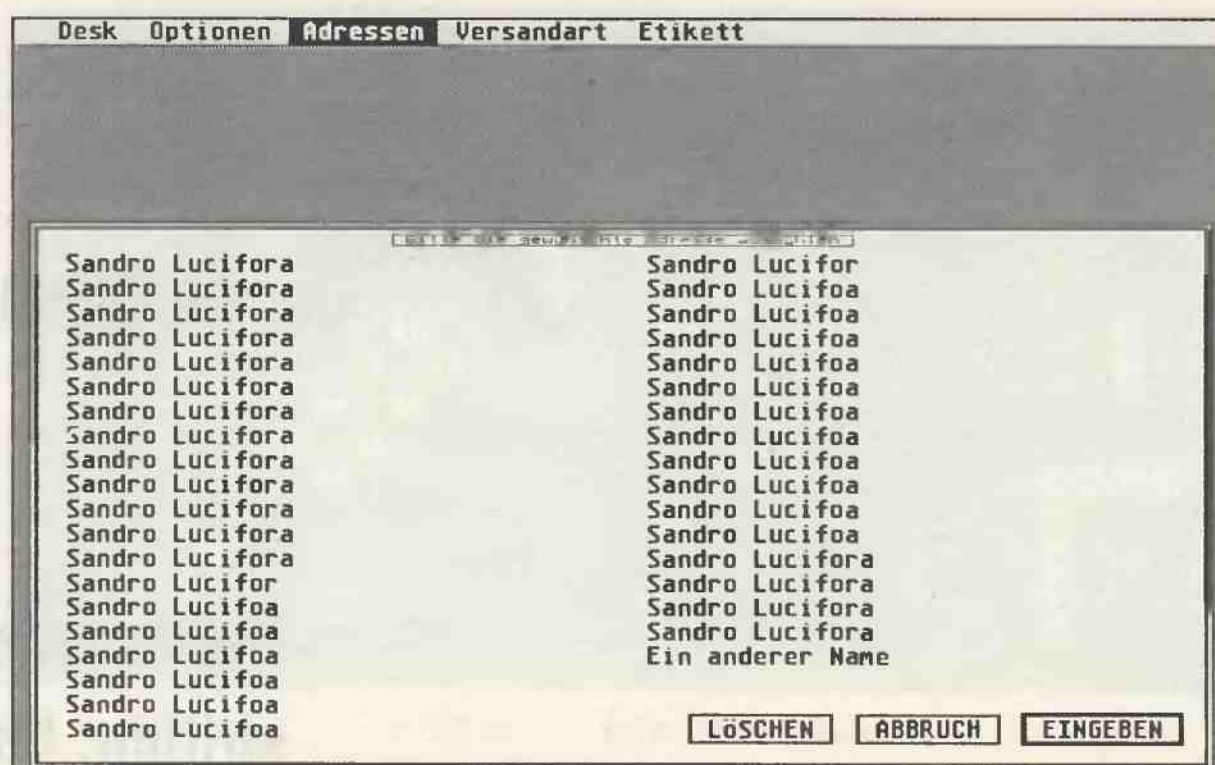 Desk Optionen Adressen Versandart Etikett
Bitte die gewünschte Adresse
Sandro Lucifora
Sandro Lucifora
Sandro Lucifora
Sandro Lucifora
Sandro Lucifora
Sandro Lucifora
Sandro Lucifora
Sandro Lucifora
Sandro Lucifora
Sandro Lucifora
Sandro Lucifora
Sandro Lucifora
Sandro Lucifora
Sandro Lucifor
Sandro Lucifoa
Sandro Lucifoa
Sandro Lucifoa
Sandro Lucifoa
Sandro Lucifoa
Sandro Lucifoa
Sandro Lucifor
Sandro Lucifoa
Sandro Lucifoa
Sandro Lucifoa
Sandro Lucifoa
Sandro Lucifoa
Sandro Lucifoa
Sandro Lucifoa
Sandro Lucifoa
Sandro Lucifoa
Sandro Lucifoa
Sandro Lucifoa
Sandro Lucifora
Sandro Lucifora
Sandro Lucifora
Sandro Lucifora
Ein anderer Name
LöSCHEN ABBRUCH EINGEBEN